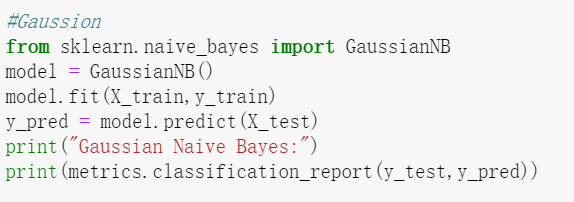 #Gaussion
from sklearn.naive_bayes import GaussianNB
model = GaussianNB()
model.fit(X_train,y_train)
y_pred = model.predict(X_test)
print("Gaussian Naive Bayes:")
print(metrics.classification_report(y_test,y_pred))